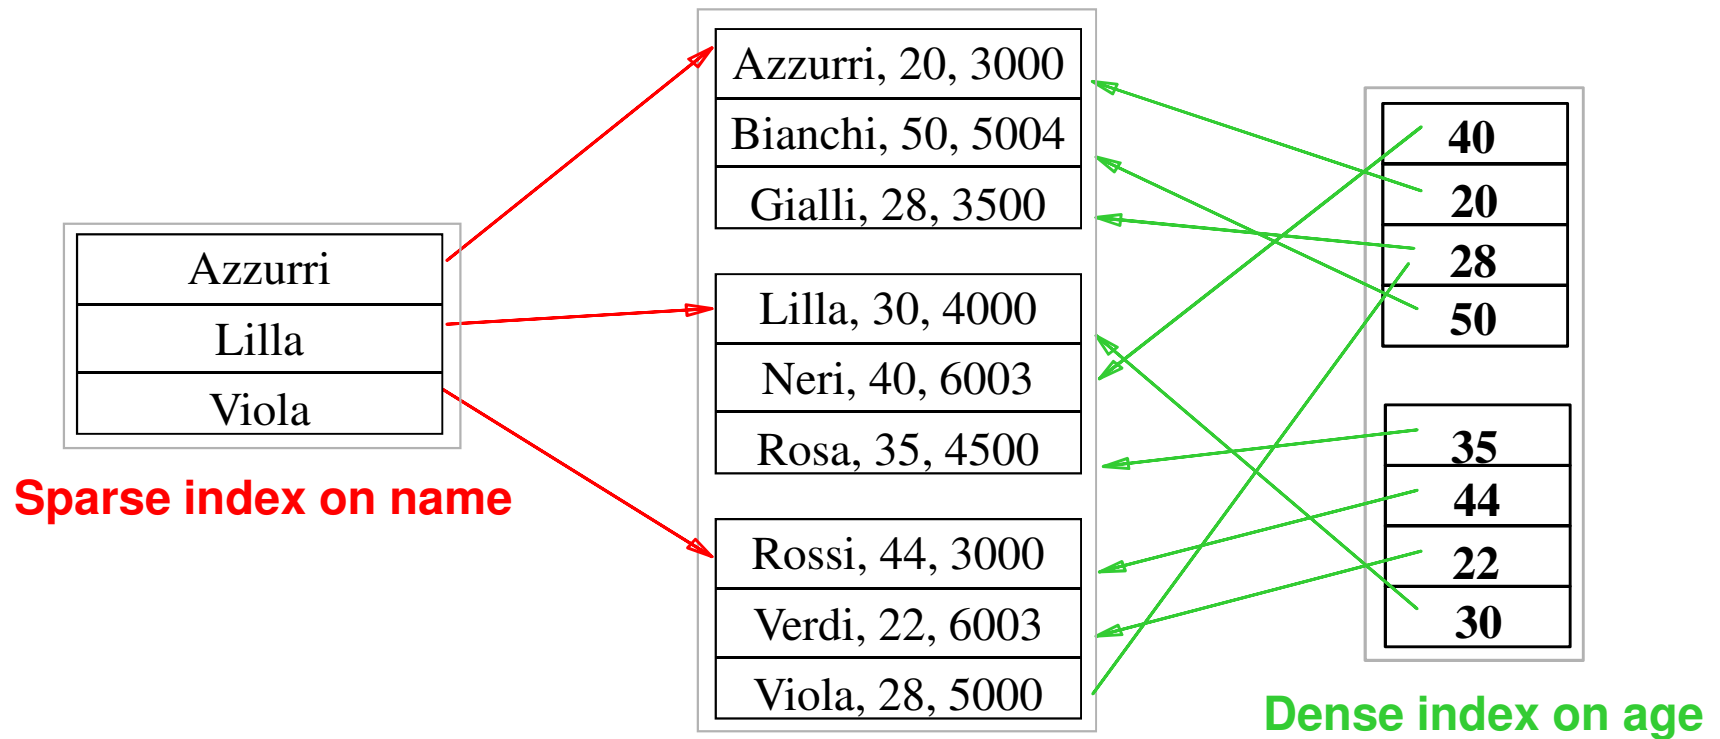 Azzurri
Lilla
Viola
Sparse index on name
Azzurri, 20, 3000
Bianchi, 50, 5004
Gialli, 28, 3500
Lilla, 30, 4000
Neri, 40, 6003
Rosa, 35, 4500
Rossi, 44, 3000
Verdi, 22, 6003
Viola, 28, 5000
40
20
28
50
35
44
22
30
Dense index on age